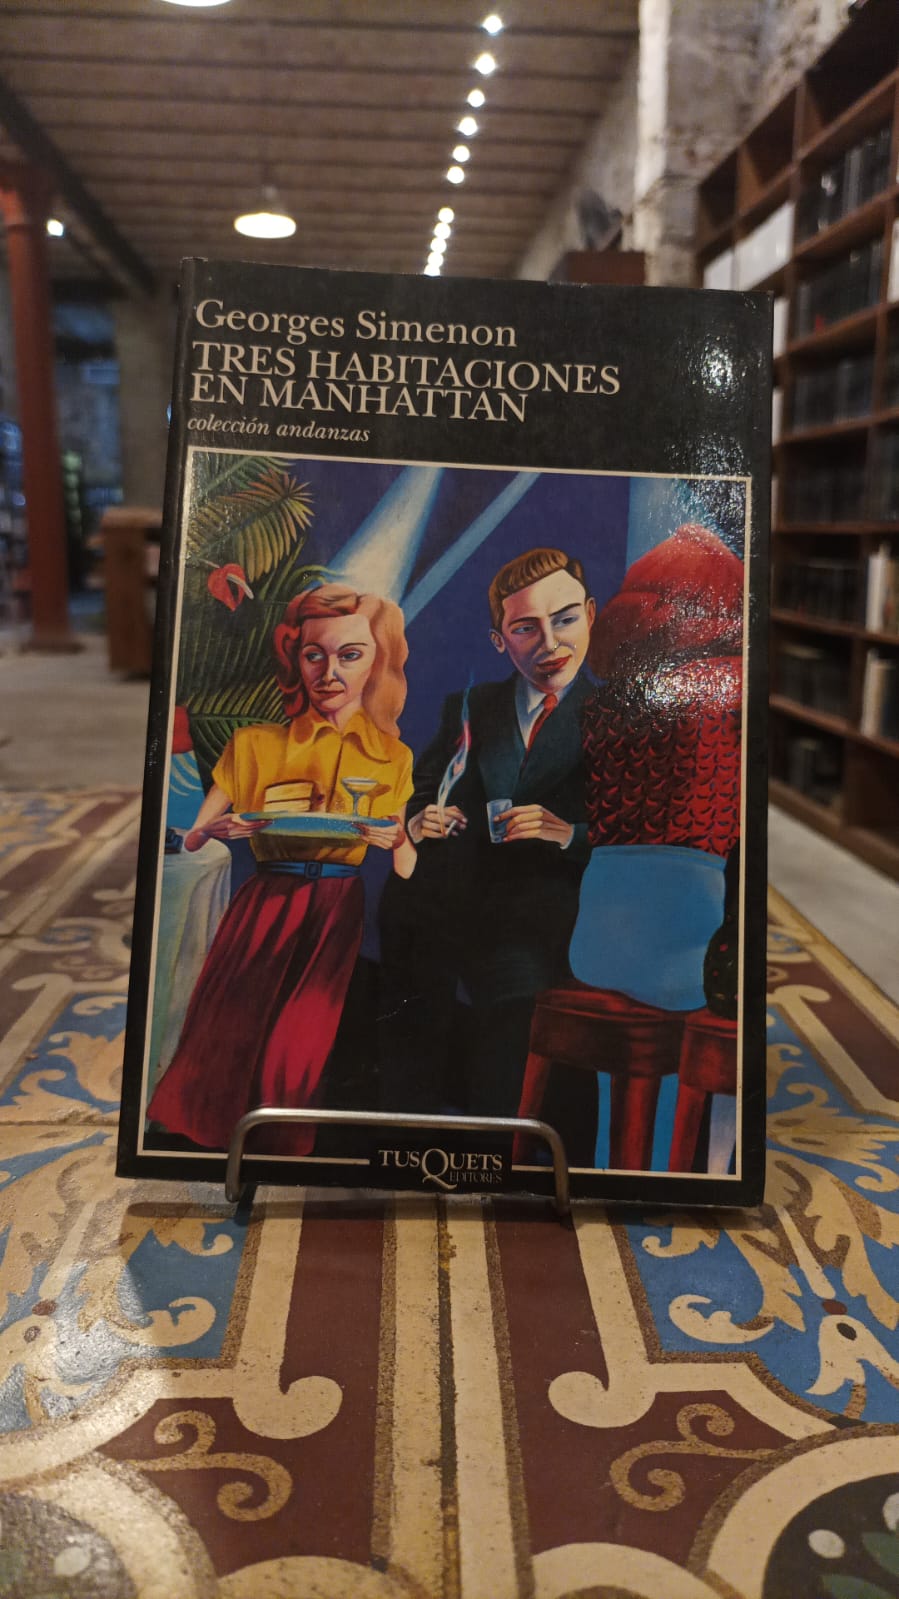 Georges Simenon
TRES HABITACIONES
EN MANHATTAN
colección andanzas
TUSQUETS
EDITORES